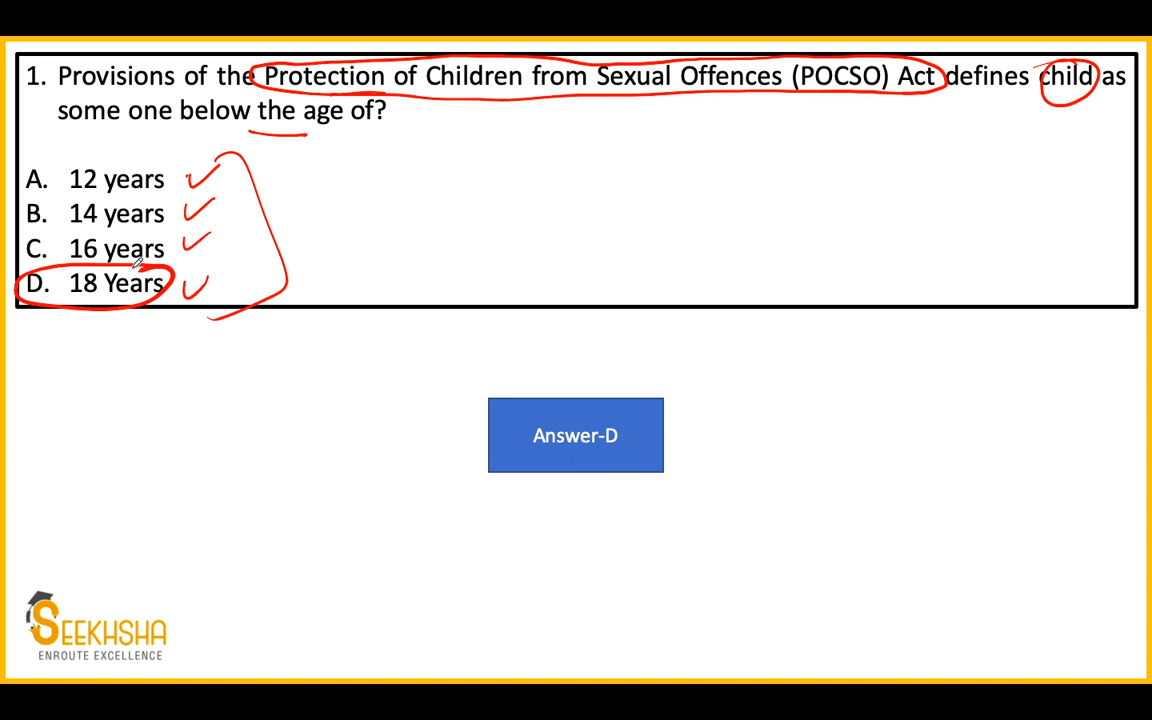 1. Provisions of the Protection of Children from Sexual Offences (POCSO) Act defines child as
some one below the age of?
A. 12 years
B. 14 years
C. 16 years
D. 18 Years
Answer-D
SEEKHSHA
ENROUTE EXCELLENCE